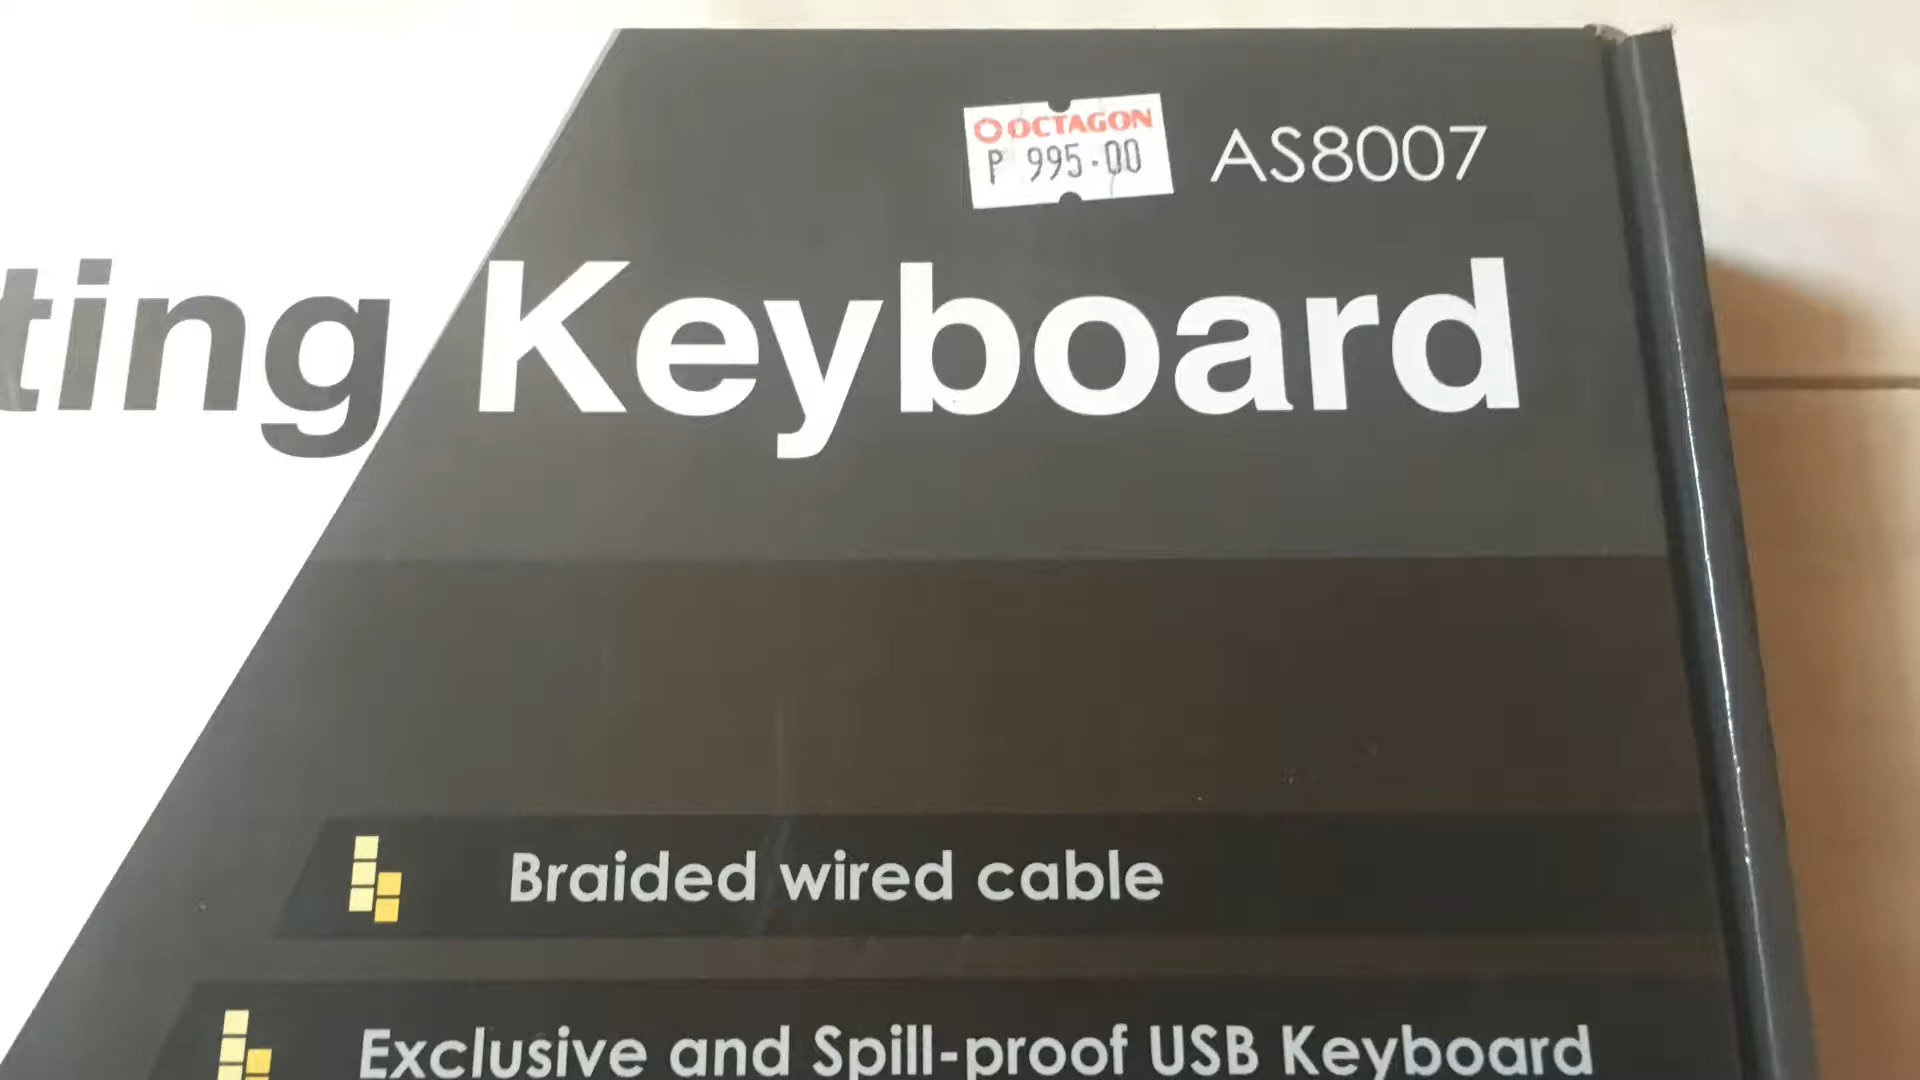 OCTAGON
P 995.00
AS8007
ting Keyboard
Braided wired cable
Exclusive and Spill-proof USB Keyboard